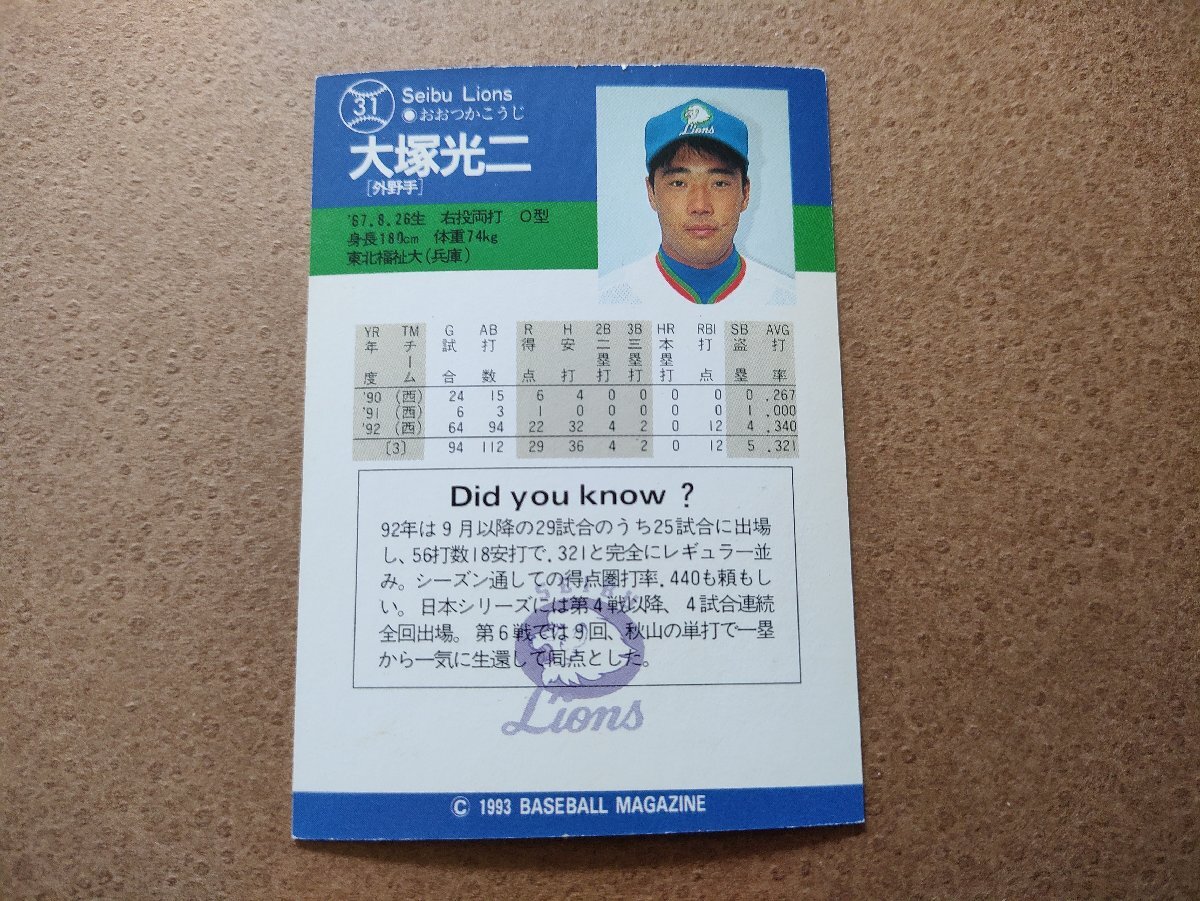 31
Seibu Lions
●おおつかこうじ
大塚光二
[外野手]
Lions
'67.8.26生 右投両打 O型
身長180cm 体重74kg
東北福祉大(兵庫)
YR TM G AB R H 2B 3B HR RBI SB AVG
年度 チーム 試合 打数 得点 安打 二塁打 三塁打 本塁打 打点 盗塁 打率
'90 (西) 24 15 6 4 0 0 0 0 0 .267
'91 (西) 6 3 1 0 0 0 0 0 1 .000
'92 (西) 64 94 22 32 4 2 0 12 4 .340
[3] 94 112 29 36 4 2 0 12 5 .321
Did you know ?
92年は9月以降の29試合のうち25試合に出場
し、56打数18安打で.321と完全にレギュラー並
み。シーズン通しての得点圏打率.440も頼もし
い。日本シリーズには第4戦以降、4試合連続
全回出場。第6戦では9回、秋山の単打で一塁
から一気に生還して同点とした。
SEIBU
Lions
© 1993 BASEBALL MAGAZINE